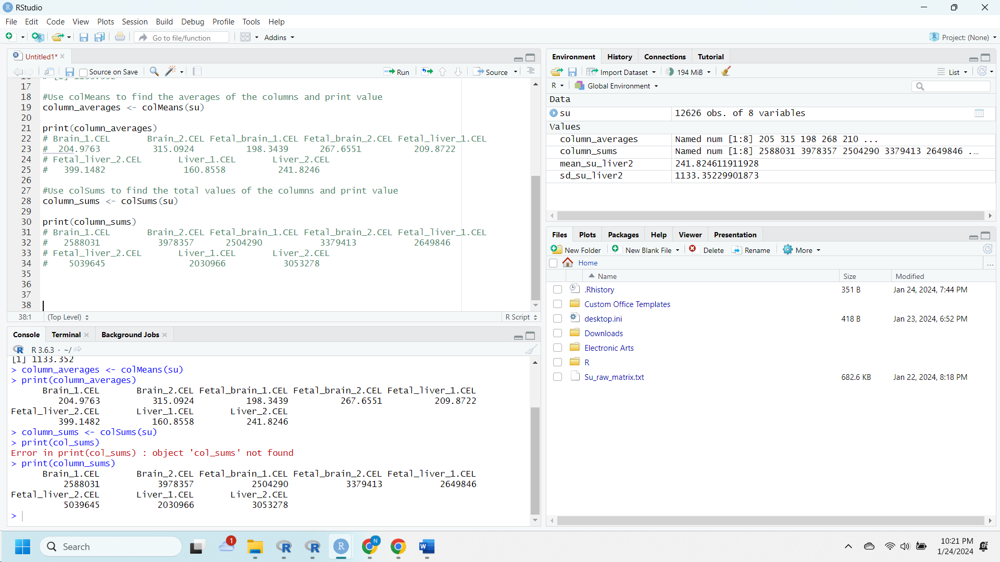 RStudio
File Edit Code View Plots Session Build Debug Profile Tools Help
Go to file/function Addins Project: (None)
Untitled1*
Source on Save Run Source
17
18 #Use colMeans to find the averages of the columns and print value
19 column_averages <- colMeans(su)
20
21 print(column_averages)
22 # Brain_1.CEL Brain_2.CEL Fetal_brain_1.CEL Fetal_brain_2.CEL Fetal_liver_1.CEL
23 # 204.9763 315.0924 198.3439 267.6551 209.8722
24 # Fetal_liver_2.CEL Liver_1.CEL Liver_2.CEL
25 # 399.1482 160.8558 241.8246
26
27 #Use colSums to find the total values of the columns and print value
28 column_sums <- colSums(su)
29
30 print(column_sums)
31 # Brain_1.CEL Brain_2.CEL Fetal_brain_1.CEL Fetal_brain_2.CEL Fetal_liver_1.CEL
32 # 2588031 3978357 2504290 3379413 2649846
33 # Fetal_liver_2.CEL Liver_1.CEL Liver_2.CEL
34 # 5039645 2030966 3053278
35
36
37
38
38:1 (Top Level) R Script
Console Terminal Background Jobs
R 3.6.3 · ~/
[1] 1133.352
> column_averages <- colMeans(su)
> print(column_averages)
Brain_1.CEL Brain_2.CEL Fetal_brain_1.CEL Fetal_brain_2.CEL Fetal_liver_1.CEL
204.9763 315.0924 198.3439 267.6551 209.8722
Fetal_liver_2.CEL Liver_1.CEL Liver_2.CEL
399.1482 160.8558 241.8246
> column_sums <- colSums(su)
> print(col_sums)
Error in print(col_sums) : object 'col_sums' not found
> print(column_sums)
Brain_1.CEL Brain_2.CEL Fetal_brain_1.CEL Fetal_brain_2.CEL Fetal_liver_1.CEL
2588031 3978357 2504290 3379413 2649846
Fetal_liver_2.CEL Liver_1.CEL Liver_2.CEL
5039645 2030966 3053278
>
Environment History Connections Tutorial
Import Dataset 194 MiB List
R Global Environment
Data
su 12626 obs. of 8 variables
Values
column_averages Named num [1:8] 205 315 198 268 210 ...
column_sums Named num [1:8] 2588031 3978357 2504290 3379413 2649846 ...
mean_su_liver2 241.824611911928
sd_su_liver2 1133.35229901873
Files Plots Packages Help Viewer Presentation
New Folder New Blank File Delete Rename More
Home ...
Name Size Modified
.Rhistory 351 B Jan 24, 2024, 7:44 PM
Custom Office Templates
desktop.ini 418 B Jan 23, 2024, 6:52 PM
Downloads
Electronic Arts
R
Su_raw_matrix.txt 682.6 KB Jan 22, 2024, 8:18 PM
Search 1 N 10:21 PM
1/24/2024